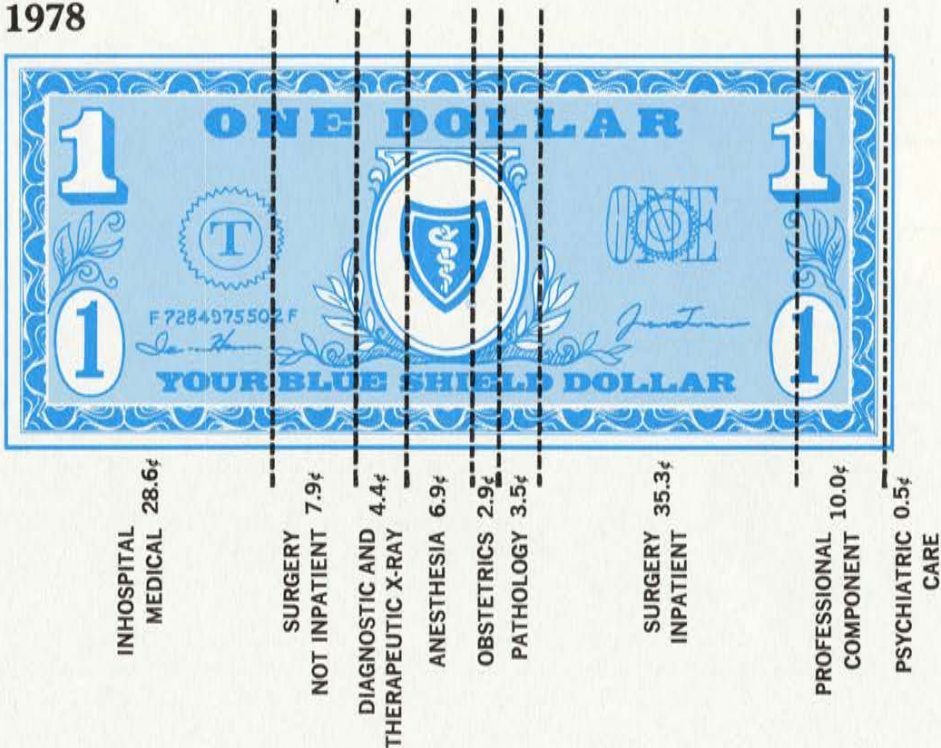 1978
ONE DOLLAR
1
1
T
ONE
F7284975502F
1
1
YOUR BLUE SHIELD DOLLAR
INHOSPITAL
MEDICAL 28.6¢
SURGERY
NOT INPATIENT 7.9¢
DIAGNOSTIC AND
THERAPEUTIC X-RAY 4.4¢
ANESTHESIA 6.9¢
OBSTETRICS 2.9¢
PATHOLOGY 3.5¢
SURGERY
INPATIENT 35.3¢
PROFESSIONAL
COMPONENT 10.0¢
PSYCHIATRIC 0.5¢
CARE